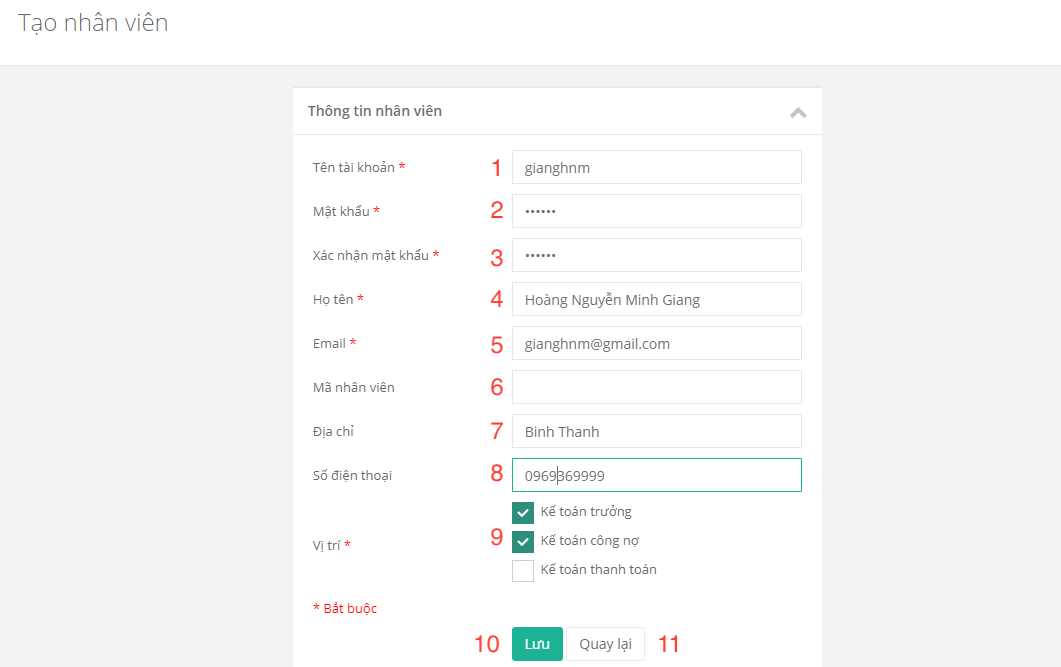 Tạo nhân viên
Thông tin nhân viên
Tên tài khoản * 1 gianghnm
Mật khẩu * 2 ••••••
Xác nhận mật khẩu * 3 ••••••
Họ tên * 4 Hoàng Nguyễn Minh Giang
Email * 5 gianghnm@gmail.com
Mã nhân viên 6
Địa chỉ 7 Binh Thanh
Số điện thoại 8 0969369999
Kế toán trưởng
Vị trí * 9 Kế toán công nợ
Kế toán thanh toán
* Bắt buộc
10 Lưu Quay lại 11